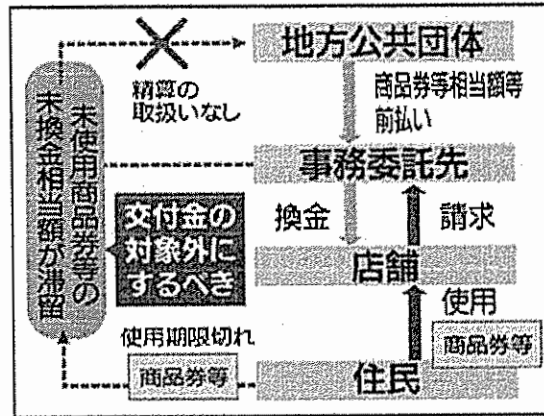 地方公共団体
精算の
取扱いなし
商品券等相当額等
前払い
未使用商品券等の
未換金相当額が滞留
事務委託先
交付金の
対象外に
するべき
換金
請求
店舗
使用
商品券等
使用期限切れ
商品券等
住民